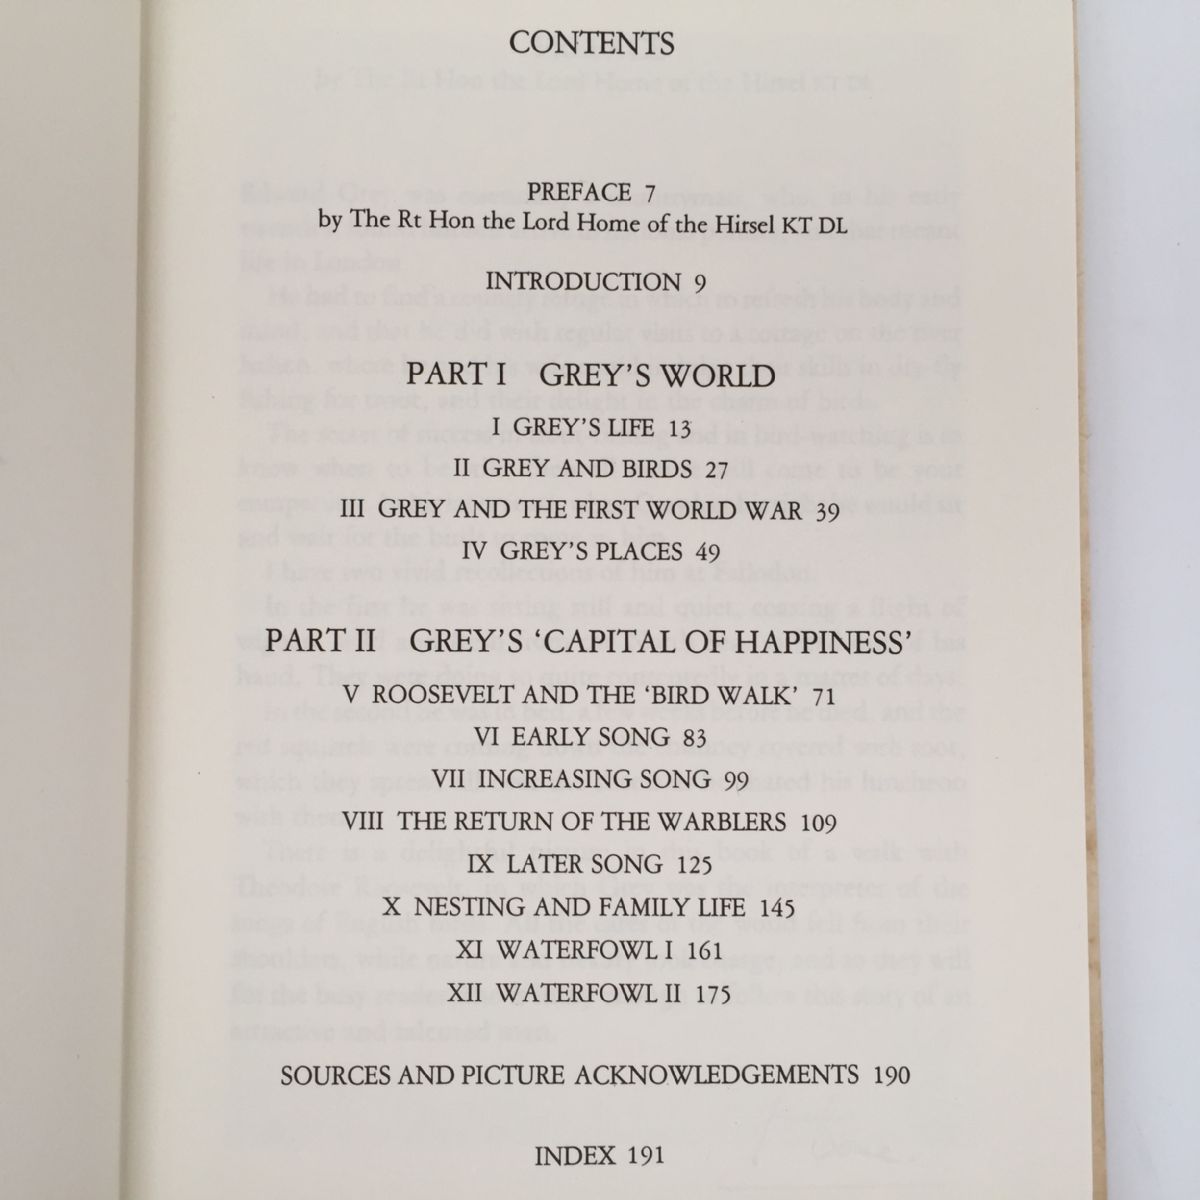 CONTENTS
PREFACE 7
by The Rt Hon the Lord Home of the Hirsel KT DL
INTRODUCTION 9
PART I GREY'S WORLD
I GREY'S LIFE 13
II GREY AND BIRDS 27
III GREY AND THE FIRST WORLD WAR 39
IV GREY'S PLACES 49
PART II GREY'S ‘CAPITAL OF HAPPINESS’
V ROOSEVELT AND THE ‘BIRD WALK’ 71
VI EARLY SONG 83
VII INCREASING SONG 99
VIII THE RETURN OF THE WARBLERS 109
IX LATER SONG 125
X NESTING AND FAMILY LIFE 145
XI WATERFOWL I 161
XII WATERFOWL II 175
SOURCES AND PICTURE ACKNOWLEDGEMENTS 190
INDEX 191